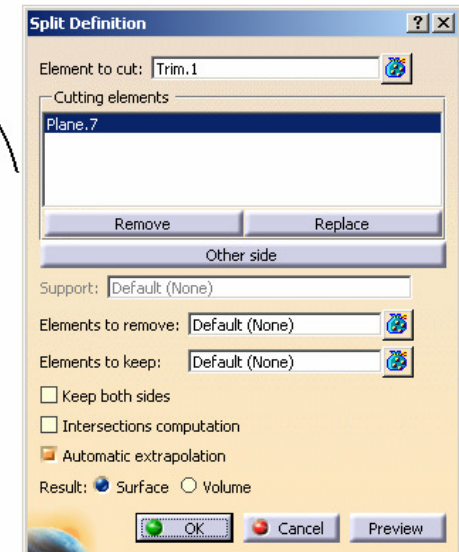 Split Definition
Element to cut: Trim.1
Cutting elements
Plane.7
Remove Replace
Other side
Support: Default (None)
Elements to remove: Default (None)
Elements to keep: Default (None)
Keep both sides
Intersections computation
Automatic extrapolation
Result: Surface Volume
OK Cancel Preview